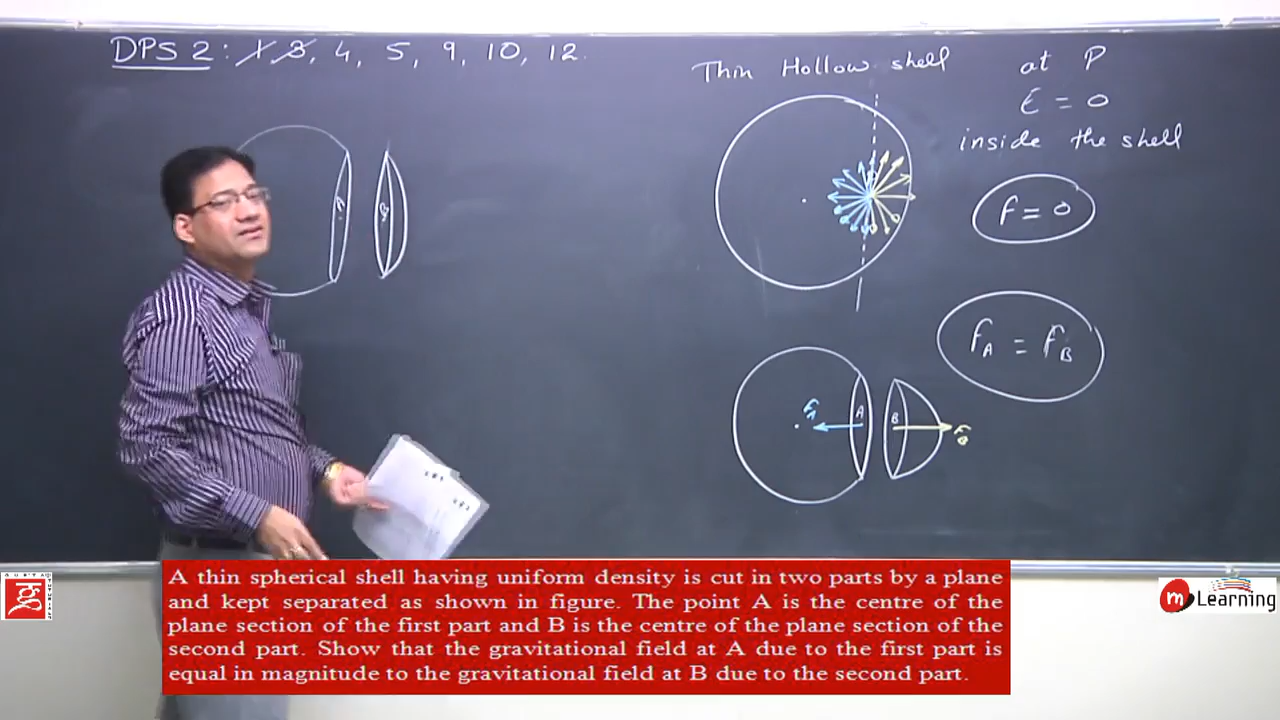 DPS 2 : 1, 3, 4, 5, 9, 10, 12.
Thin Hollow shell
at P
E = 0
inside the shell
P
F = 0
A
B
F_A = F_B
F_A
A
B
F_B
A thin spherical shell having uniform density is cut in two parts by a plane
and kept separated as shown in figure. The point A is the centre of the
plane section of the first part and B is the centre of the plane section of the
second part. Show that the gravitational field at A due to the first part is
equal in magnitude to the gravitational field at B due to the second part.
m Learning